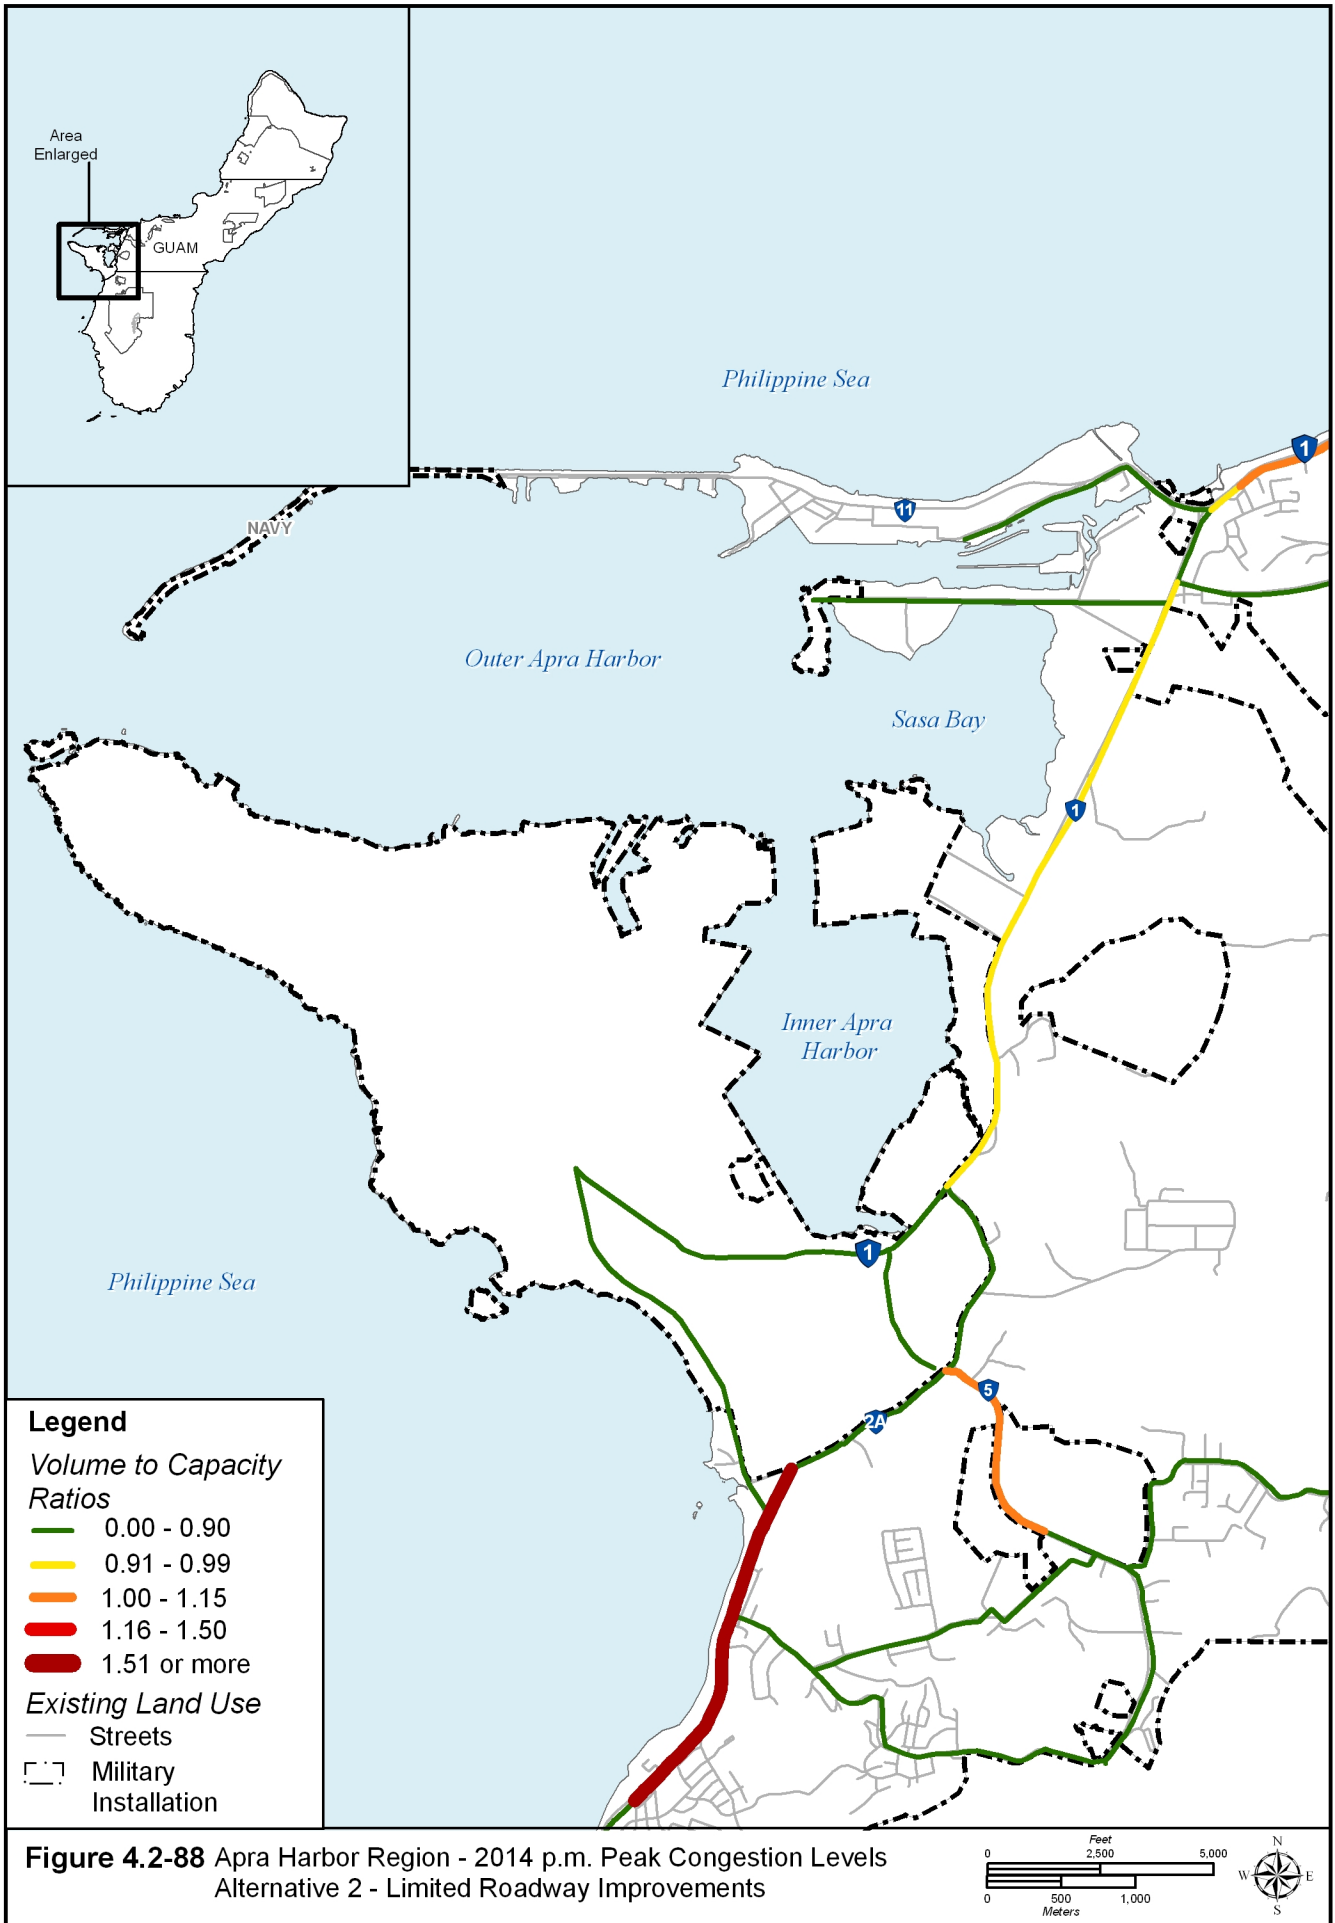 Area
Enlarged
GUAM
Philippine Sea
1
11
NAVY
Outer Apra Harbor
Sasa Bay
1
Inner Apra
Harbor
1
Philippine Sea
5
2A
Legend
Volume to Capacity
Ratios
0.00 - 0.90
0.91 - 0.99
1.00 - 1.15
1.16 - 1.50
1.51 or more
Existing Land Use
Streets
Military
Installation
Figure 4.2-88 Apra Harbor Region - 2014 p.m. Peak Congestion Levels
Alternative 2 - Limited Roadway Improvements
Feet
0 2,500 5,000
0 500 1,000
Meters
N
W E
S